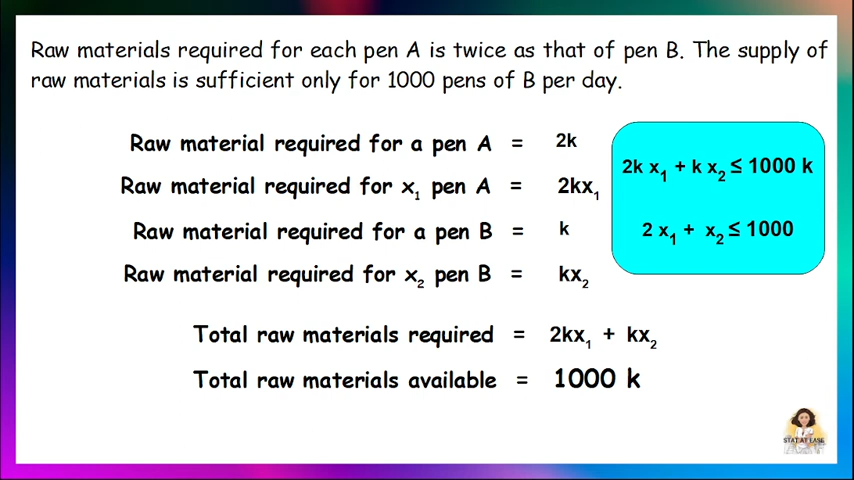 Raw materials required for each pen A is twice as that of pen B. The supply of
raw materials is sufficient only for 1000 pens of B per day.
Raw material required for a pen A = 2k
Raw material required for x₁ pen A = 2kx₁
Raw material required for a pen B = k
Raw material required for x₂ pen B = kx₂
2k x₁ + k x₂ ≤ 1000 k
2 x₁ + x₂ ≤ 1000
Total raw materials required = 2kx₁ + kx₂
Total raw materials available = 1000 k
STAT AT EASE